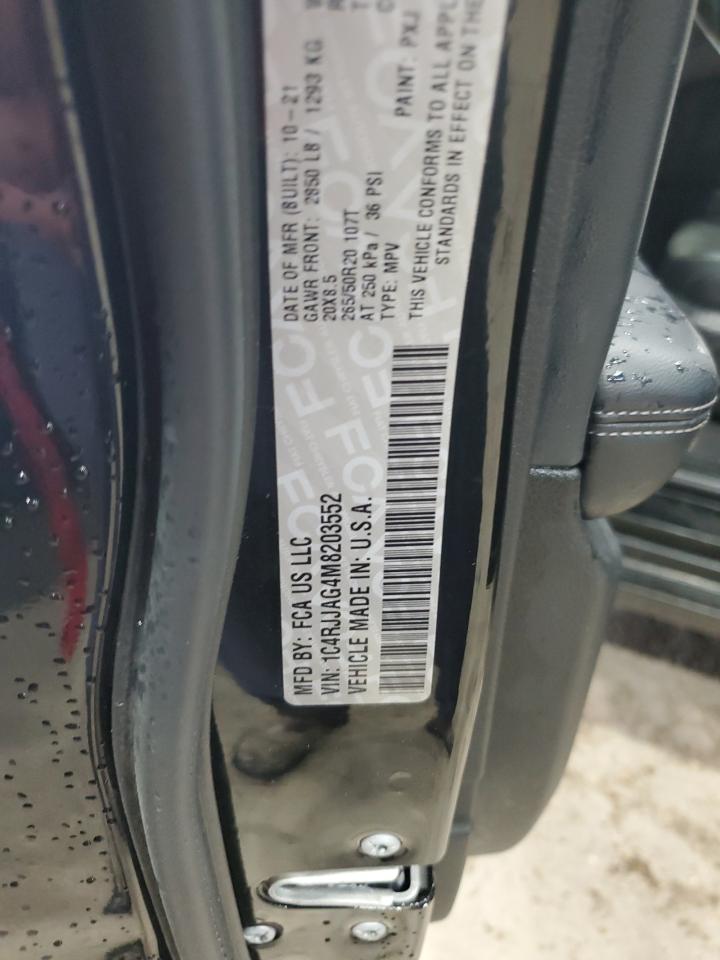 MFD BY: FCA US LLC
VIN: 1C4RJJAG4M8203552
VEHICLE MADE IN: U.S.A.
DATE OF MFR (BUILT): 10-21
GAWR FRONT: 2850 LB / 1293 KG W
20X8.5
265/50R20 107T
AT 250 kPa / 36 PSI
TYPE: MPV PAINT: PXJ
THIS VEHICLE CONFORMS TO ALL APPL
STANDARDS IN EFFECT ON THE